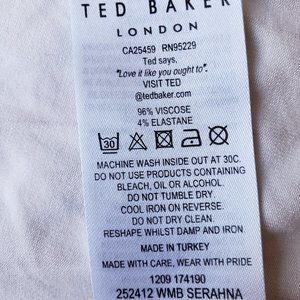 TED BAKER
LONDON
CA25459 RN95229
Ted says,
"Love it like you ought to".
VISIT TED
@tedbaker.com
96% VISCOSE
4% ELASTANE
30
MACHINE WASH INSIDE OUT AT 30C.
DO NOT USE PRODUCTS CONTAINING
BLEACH, OIL OR ALCOHOL.
DO NOT TUMBLE DRY.
COOL IRON ON REVERSE.
DO NOT DRY CLEAN.
RESHAPE WHILST DAMP AND IRON
MADE IN TURKEY
MADE WITH CARE, WEAR WITH PRIDE
1209 174190
252412 WMB SERAHNA